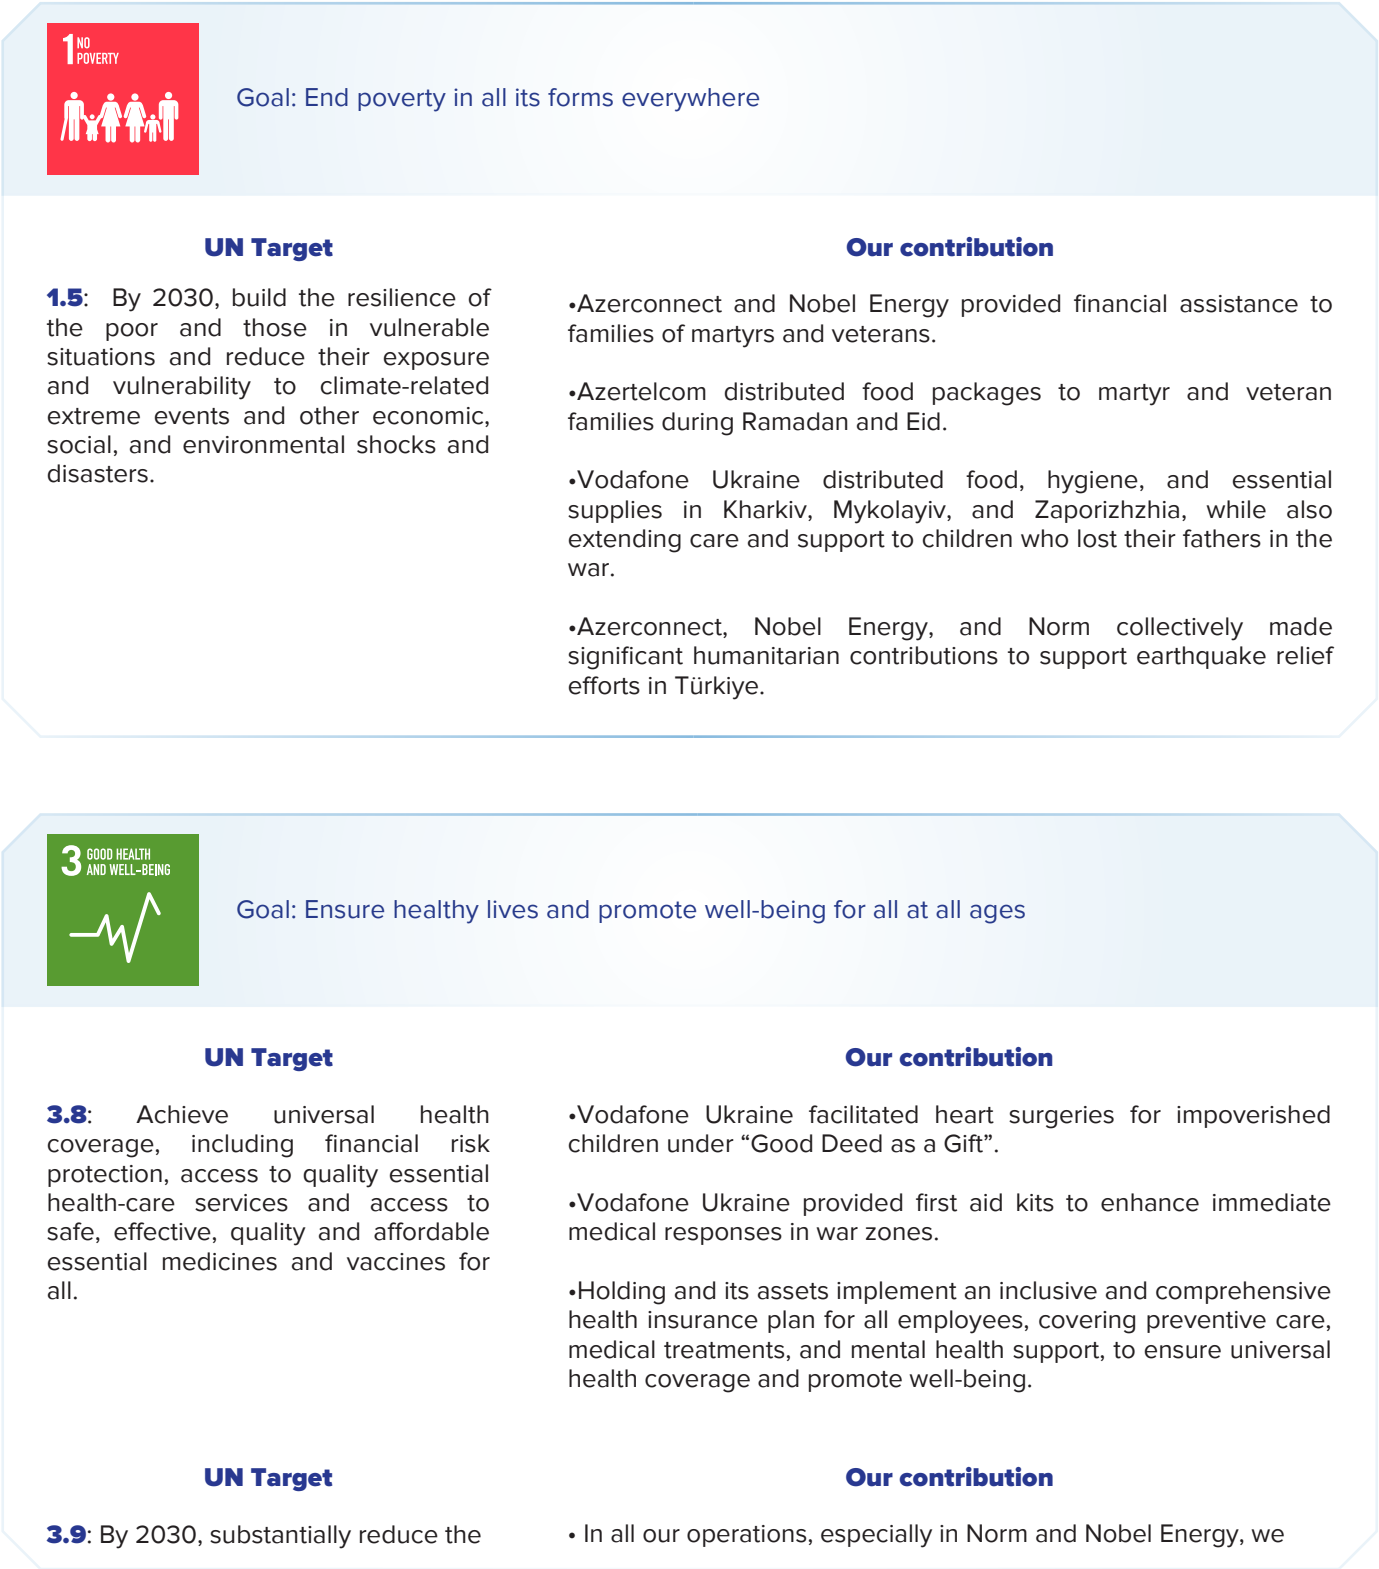 1 NO
POVERTY
Goal: End poverty in all its forms everywhere
UN Target
1.5: By 2030, build the resilience of
the poor and those in vulnerable
situations and reduce their exposure
and vulnerability to climate-related
extreme events and other economic,
social, and environmental shocks and
disasters.
Our contribution
•Azerconnect and Nobel Energy provided financial assistance to
families of martyrs and veterans.
•Azertelcom distributed food packages to martyr and veteran
families during Ramadan and Eid.
•Vodafone Ukraine distributed food, hygiene, and essential
supplies in Kharkiv, Mykolayiv, and Zaporizhzhia, while also
extending care and support to children who lost their fathers in the
war.
•Azerconnect, Nobel Energy, and Norm collectively made
significant humanitarian contributions to support earthquake relief
efforts in Türkiye.
3 GOOD HEALTH
AND WELL-BEING
Goal: Ensure healthy lives and promote well-being for all at all ages
UN Target
3.8: Achieve universal health
coverage, including financial risk
protection, access to quality essential
health-care services and access to
safe, effective, quality and affordable
essential medicines and vaccines for
all.
Our contribution
•Vodafone Ukraine facilitated heart surgeries for impoverished
children under “Good Deed as a Gift”.
•Vodafone Ukraine provided first aid kits to enhance immediate
medical responses in war zones.
•Holding and its assets implement an inclusive and comprehensive
health insurance plan for all employees, covering preventive care,
medical treatments, and mental health support, to ensure universal
health coverage and promote well-being.
UN Target
3.9: By 2030, substantially reduce the
Our contribution
• In all our operations, especially in Norm and Nobel Energy, we